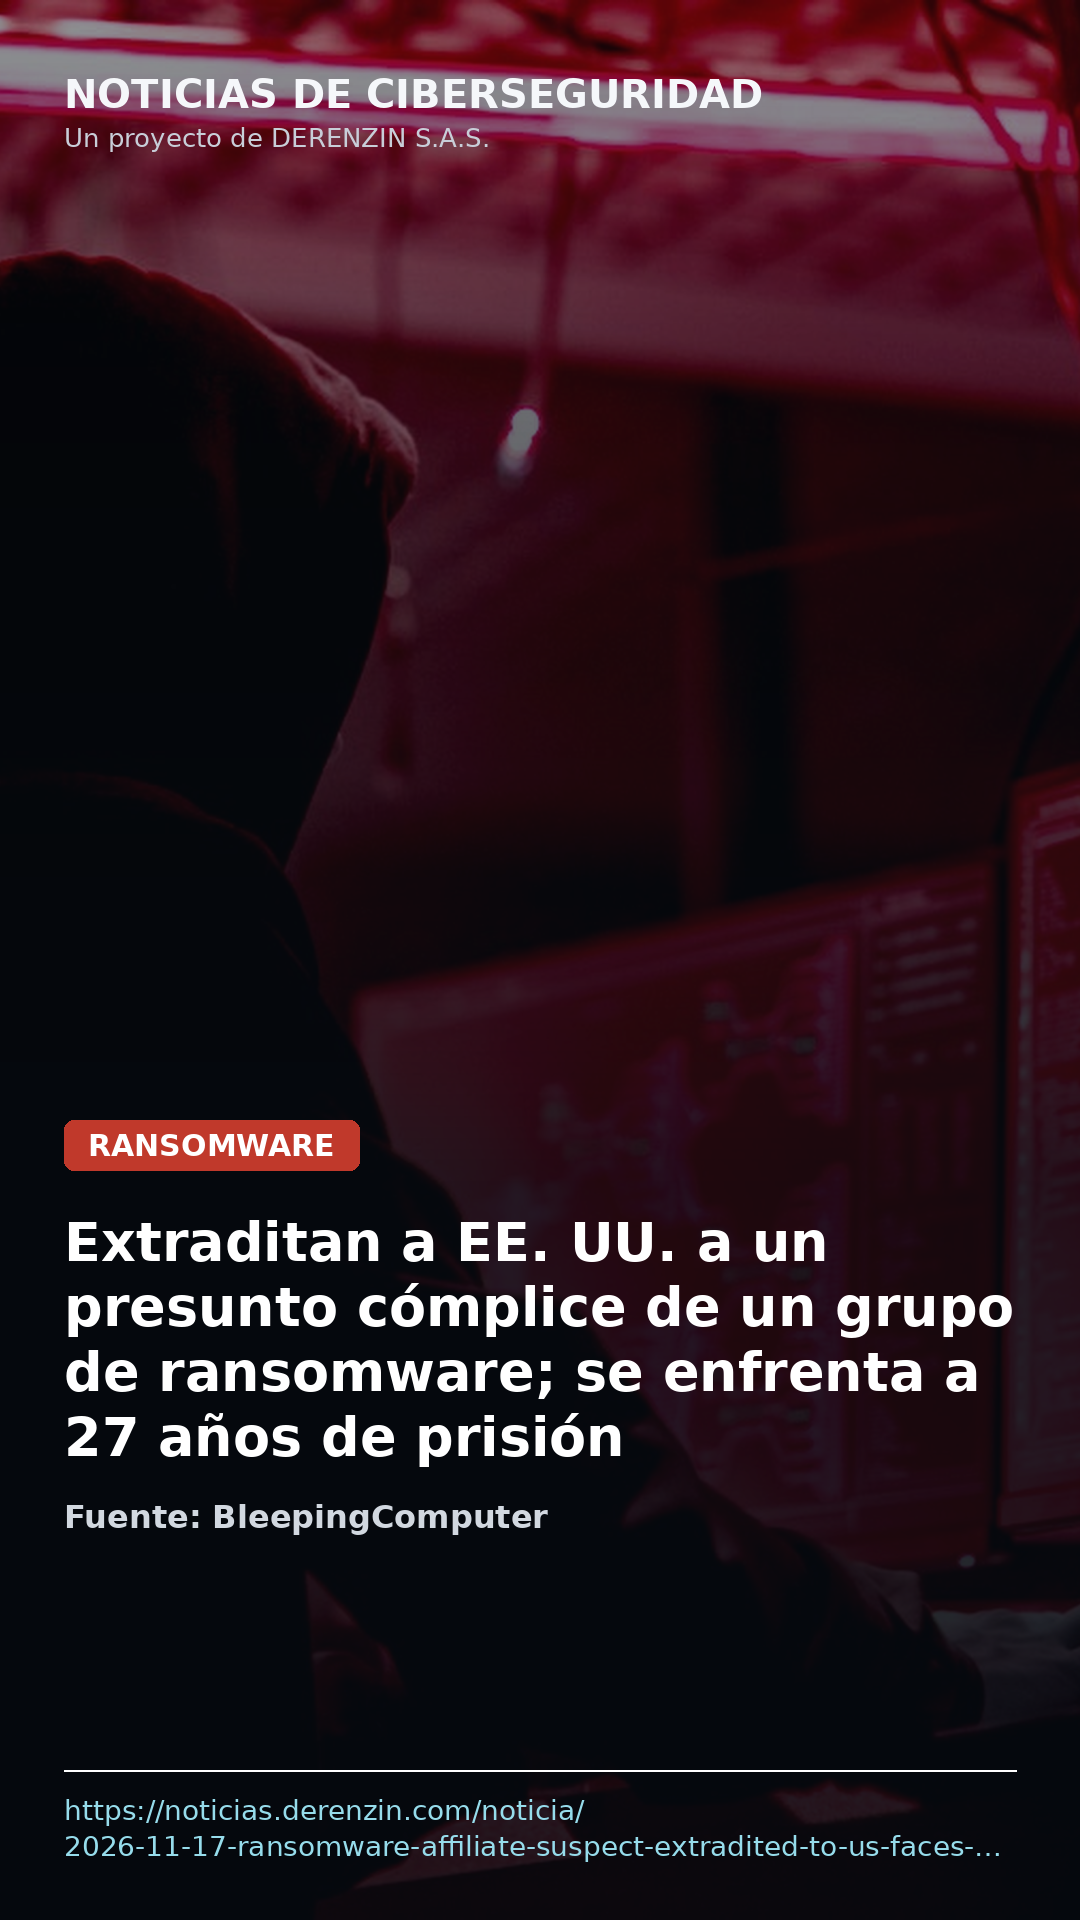 NOTICIAS DE CIBERSEGURIDAD
Un proyecto de DERENZIN S.A.S.
RANSOMWARE
Extraditan a EE. UU. a un
presunto cómplice de un grupo
de ransomware; se enfrenta a
27 años de prisión
Fuente: BleepingComputer
https://noticias.derenzin.com/noticia/
2026-11-17-ransomware-affiliate-suspect-extradited-to-us-faces-...